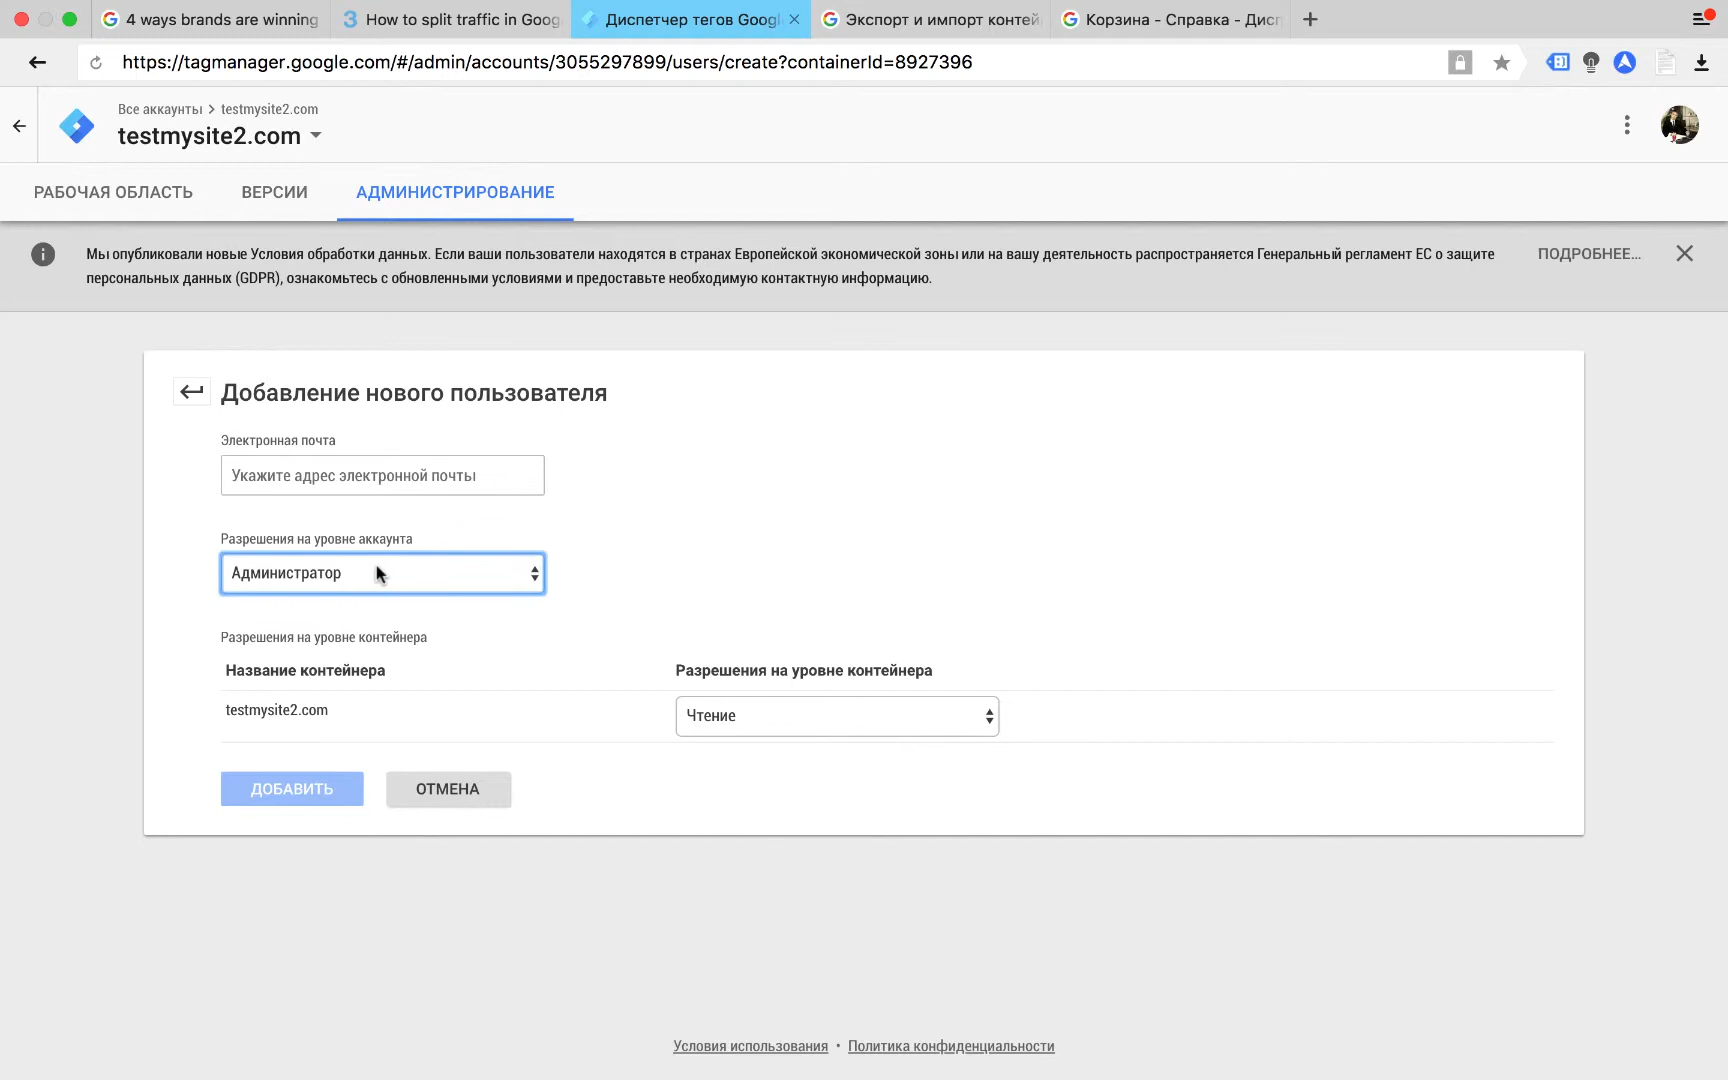 4 ways brands are winning
How to split traffic in Goog
Диспетчер тегов Googl
Экспорт и импорт контей
Корзина - Справка - Дис
https://tagmanager.google.com/#/admin/accounts/3055297899/users/create?containerId=8927396
Все аккаунты > testmysite2.com
testmysite2.com
РАБОЧАЯ ОБЛАСТЬ
ВЕРСИИ
АДМИНИСТРИРОВАНИЕ
Мы опубликовали новые Условия обработки данных. Если ваши пользователи находятся в странах Европейской экономической зоны или на вашу деятельность распространяется Генеральный регламент ЕС о защите
персональных данных (GDPR), ознакомьтесь с обновленными условиями и предоставьте необходимую контактную информацию.
ПОДРОБНЕЕ...
Добавление нового пользователя
Электронная почта
Укажите адрес электронной почты
Разрешения на уровне аккаунта
Администратор
Разрешения на уровне контейнера
Название контейнера
Разрешения на уровне контейнера
testmysite2.com
Чтение
ДОБАВИТЬ
ОТМЕНА
Условия использования • Политика конфиденциальности